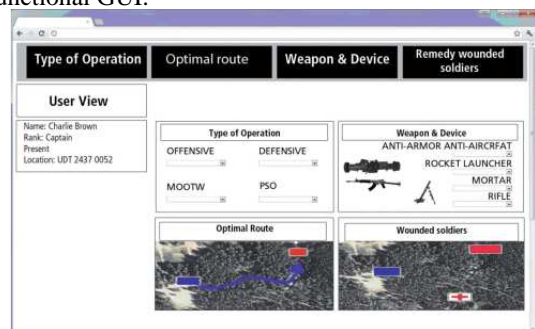 unctional GUI.
Type of Operation
Optimal route
Weapon & Device
Remedy wounded
soldiers
User View
Name: Charlie Brown
Rank: Captain
Present
Location: UDT 2437 0052
Type of Operation
OFFENSIVE
DEFENSIVE
MOOTW
PSO
Weapon & Device
ANTI-ARMOR ANTI-AIRCRFAT
ROCKET LAUNCHER
MORTAR
RIFLE
Optimal Route
Wounded soldiers